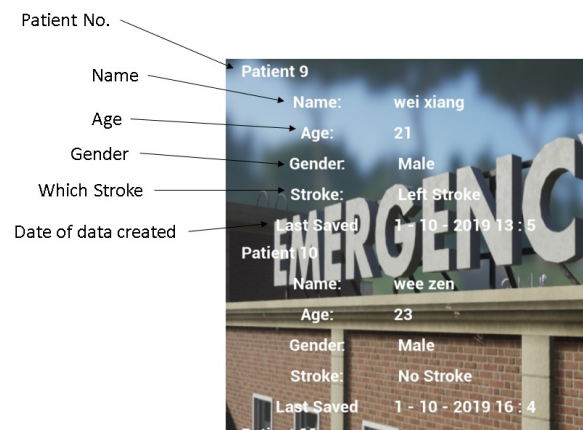 Patient No.
Name
Age
Gender
Which Stroke
Date of data created
Patient 9
Name: wei xiang
Age: 21
Gender: Male
Stroke: Left Stroke
Last Saved 1 - 10 - 2019 13 : 5
EMERGENC
Patient 10
Name: wee zen
Age: 23
Gender: Male
Stroke: No Stroke
Last Saved 1 - 10 - 2019 16 : 4